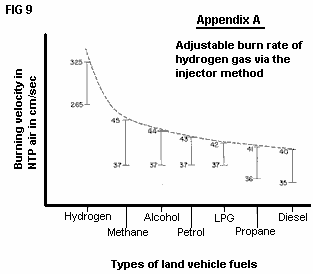 FIG 9
Appendix A
Adjustable burn rate of
hydrogen gas via the
injector method
Burning velocity in
NTP air in cm/sec
325
265
45
37
44
37
43
37
42
37
41
36
40
35
Hydrogen
Methane
Alcohol
Petrol
LPG
Propane
Diesel
Types of land vehicle fuels